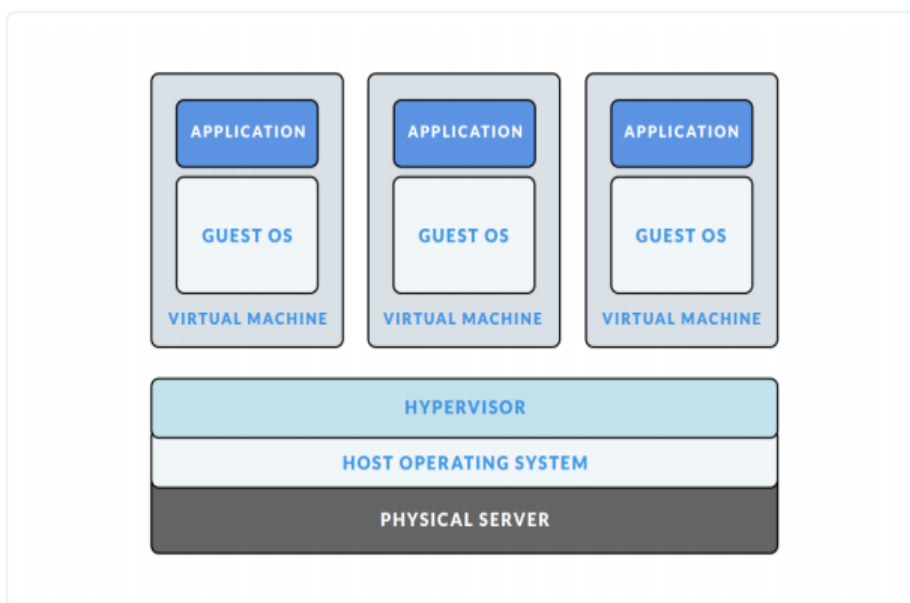 APPLICATION APPLICATION APPLICATION
GUEST OS GUEST OS GUEST OS
VIRTUAL MACHINE VIRTUAL MACHINE VIRTUAL MACHINE
HYPERVISOR
HOST OPERATING SYSTEM
PHYSICAL SERVER